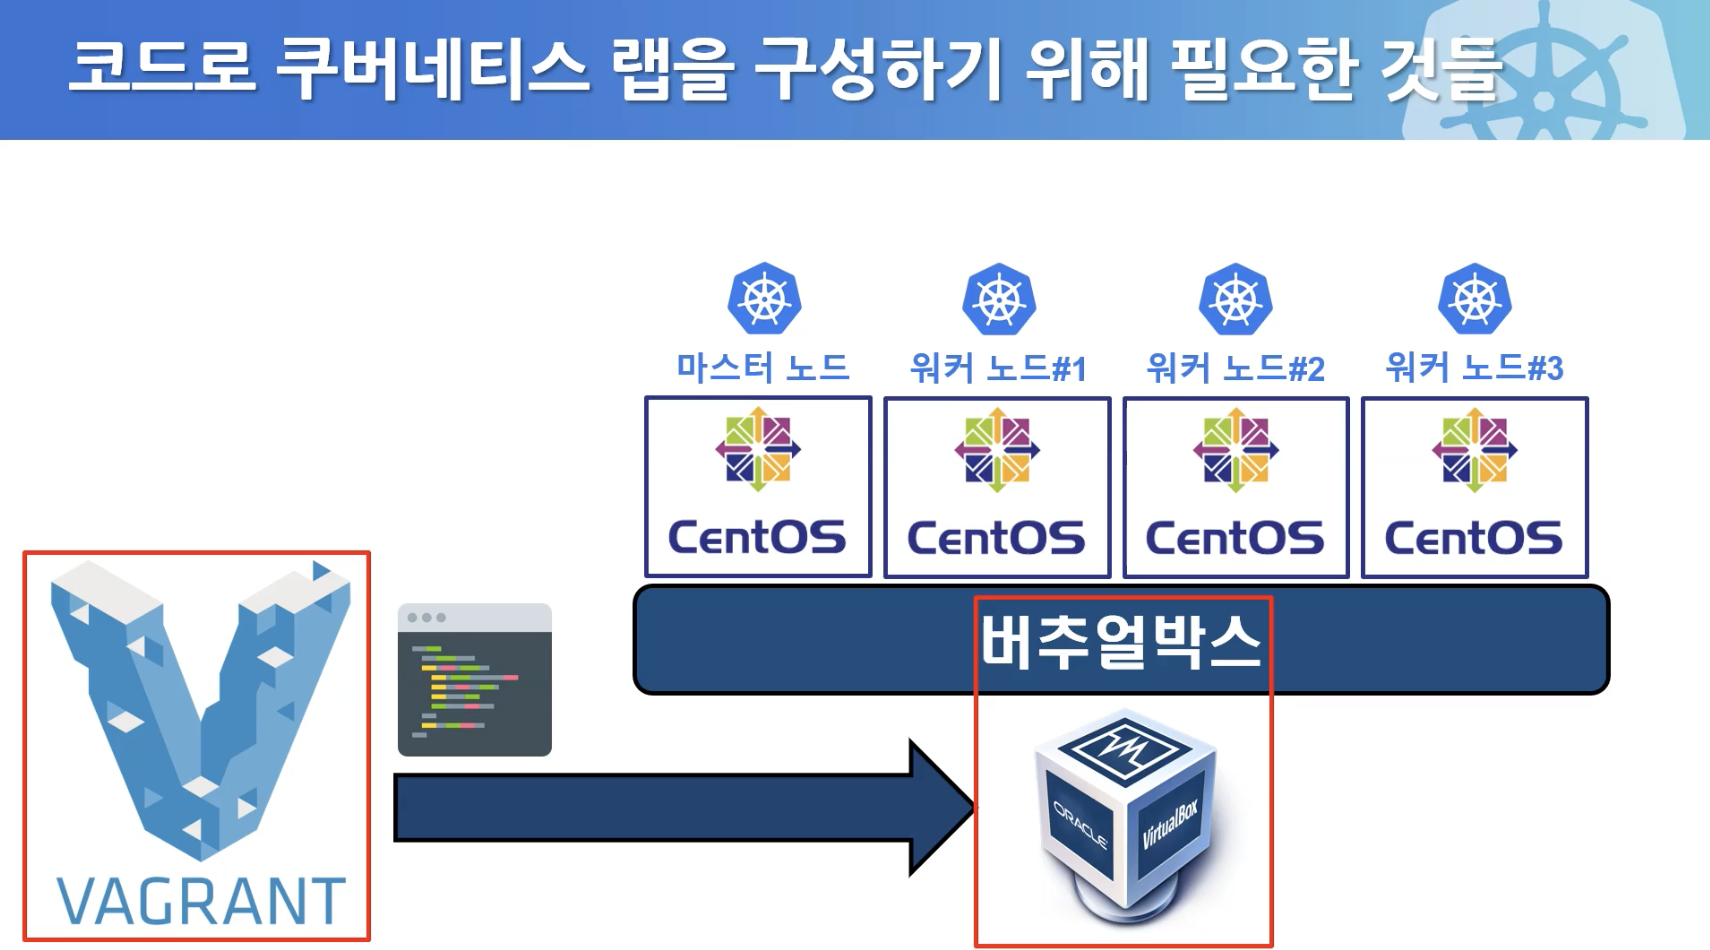 코드로 쿠버네티스 랩을 구성하기 위해 필요한 것들
마스터 노드
워커 노드#1
워커 노드#2
워커 노드#3
CentOS
CentOS
CentOS
CentOS
버추얼박스
ORACLE
VirtualBox
VAGRANT